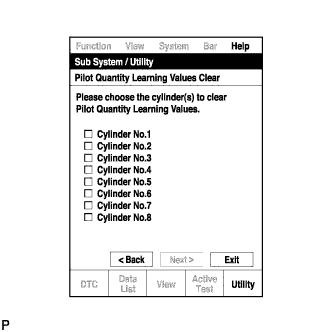 Function View System Bar Help
Sub System / Utility
Pilot Quantity Learning Values Clear
Please choose the cylinder(s) to clear
Pilot Quantity Learning Values.
Cylinder No.1
Cylinder No.2
Cylinder No.3
Cylinder No.4
Cylinder No.5
Cylinder No.6
Cylinder No.7
Cylinder No.8
< Back Next > Exit
DTC Data List View Active Test Utility
P